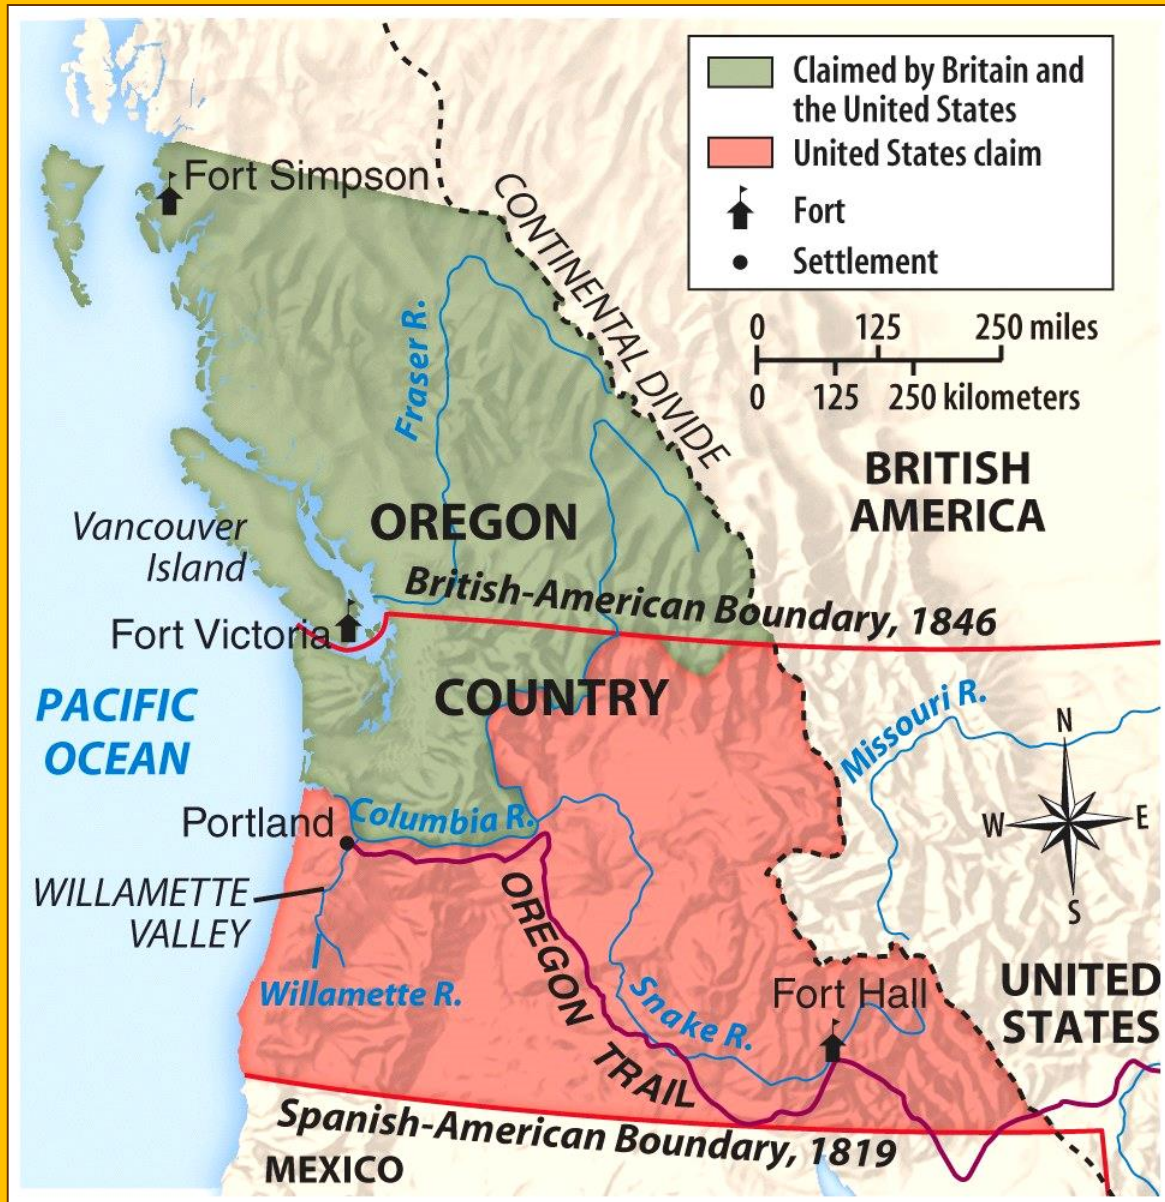 Claimed by Britain and
the United States
United States claim
Fort
Settlement
0 125 250 miles
0 125 250 kilometers
Fort Simpson
CONTINENTAL DIVIDE
Fraser R.
BRITISH
AMERICA
Vancouver
Island
OREGON
British-American Boundary, 1846
Fort Victoria
COUNTRY
PACIFIC
OCEAN
Missouri R.
N
W
E
S
Portland
Columbia R.
WILLAMETTE
VALLEY
Willamette R.
OREGON TRAIL
Snake R.
Fort Hall
UNITED
STATES
Spanish-American Boundary, 1819
MEXICO